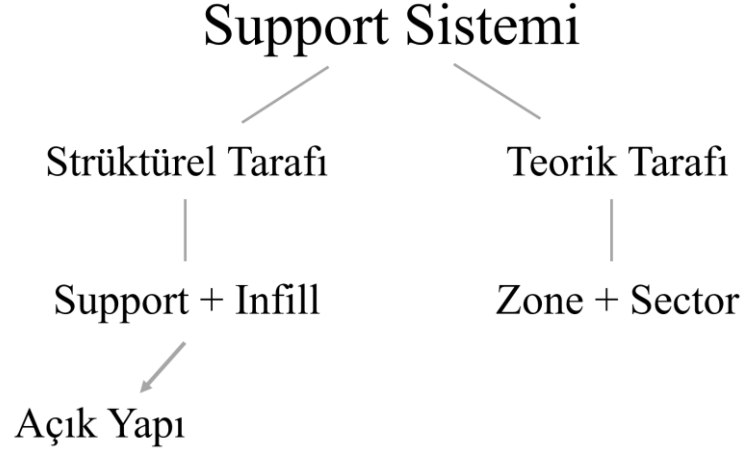 Support Sistemi
Strüktürel Tarafı
Teorik Tarafı
Support + Infill
Zone + Sector
Açık Yapı